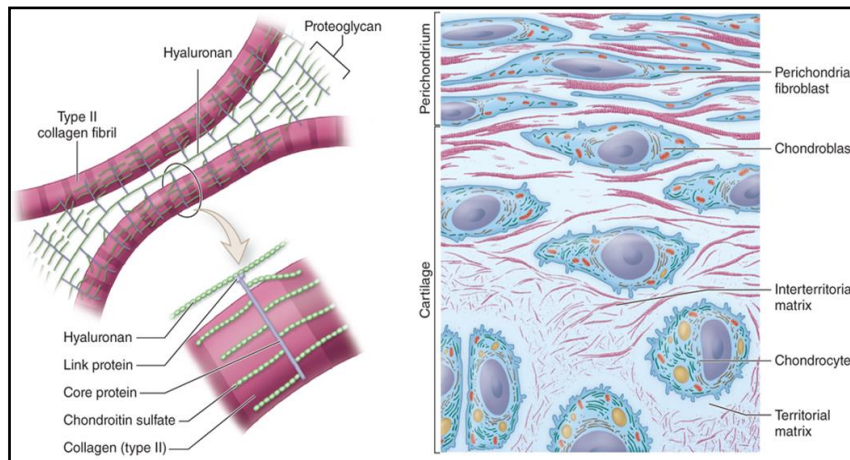 Proteoglycan
Hyaluronan
Type II
collagen fibril
Hyaluronan
Link protein
Core protein
Chondroitin sulfate
Collagen (type II)
Perichondrium
Cartilage
Perichondria
fibroblast
Chondroblas
Interterritoria
matrix
Chondrocyte
Territorial
matrix